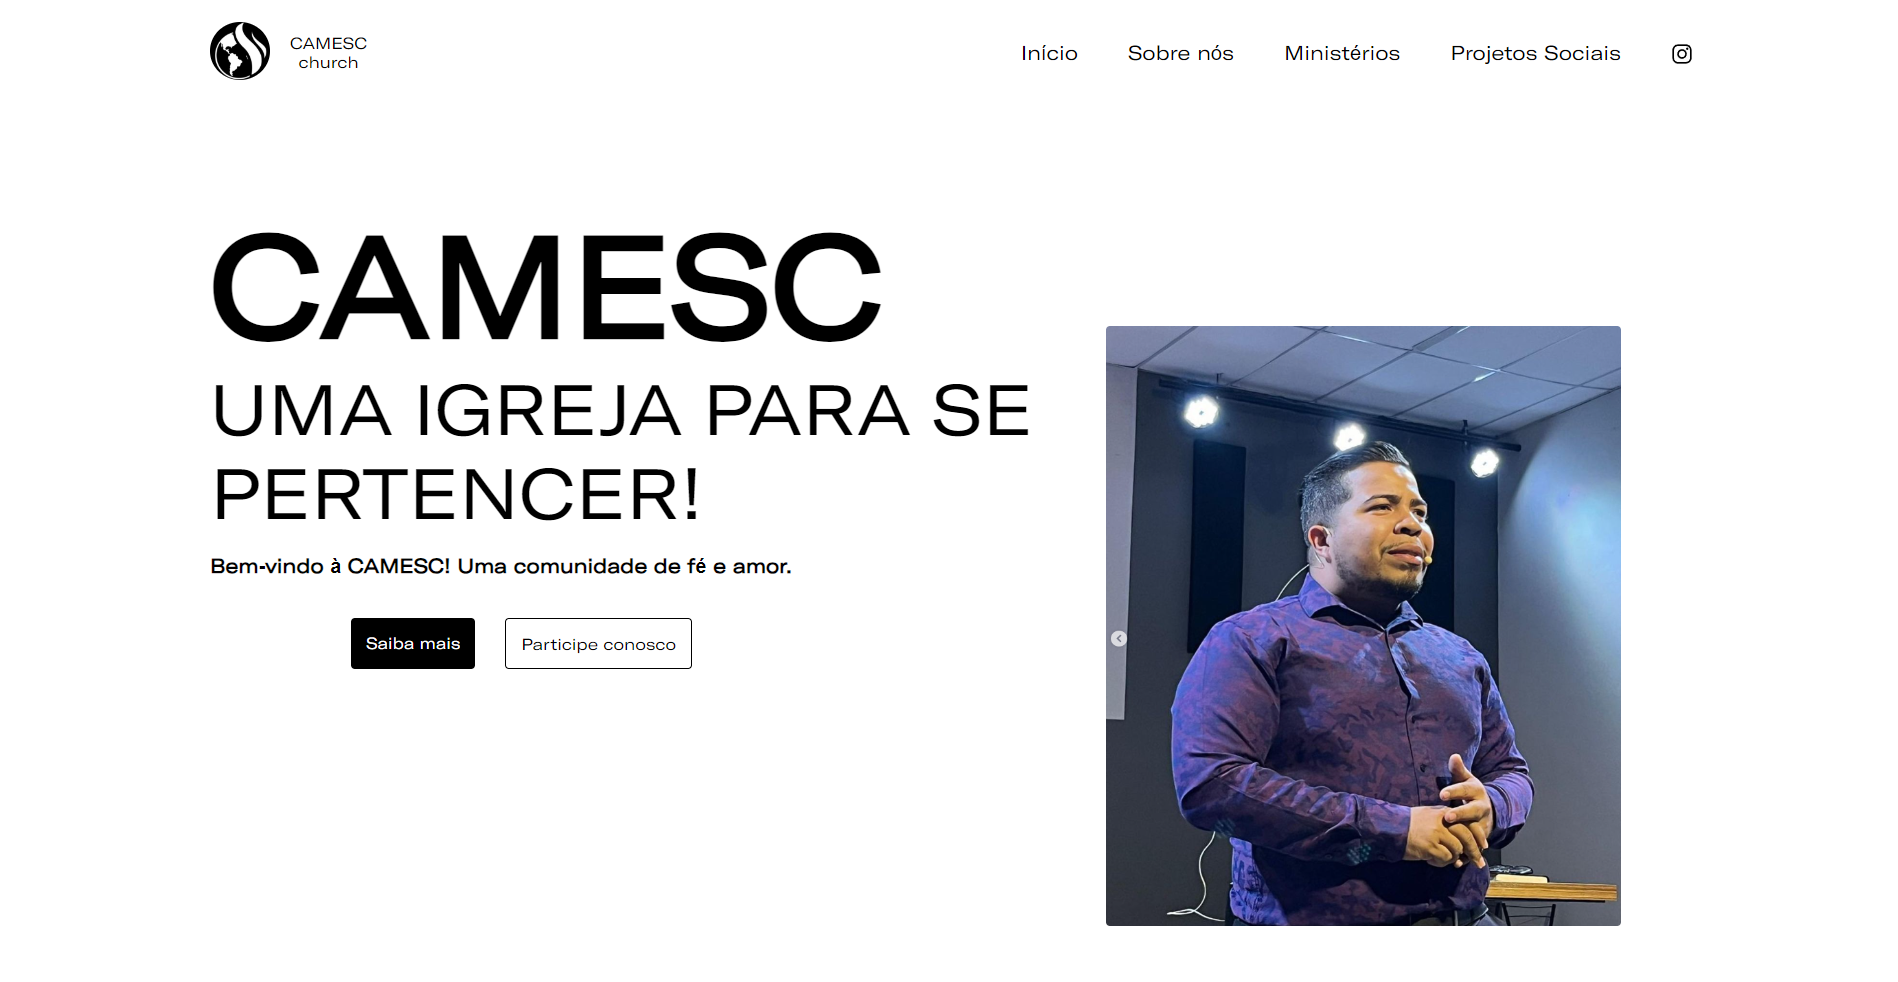 CAMESC
church
Início
Sobre nós
Ministérios
Projetos Sociais
CAMESC
UMA IGREJA PARA SE
PERTENCER!
Bem-vindo à CAMESC! Uma comunidade de fé e amor.
Saiba mais
Participe conosco